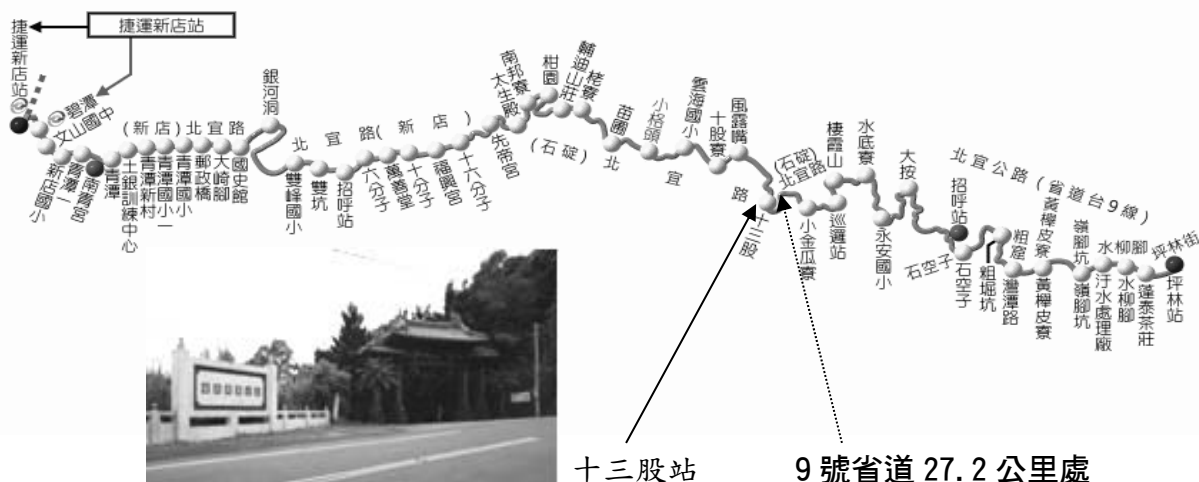 捷運新店站
捷運新店站
碧潭
文山國中
新店國小
青潭一
南青宮
青潭
土銀訓練中心
青潭新村
青潭國小一
青潭國小
郵政橋
大崎腳
國史館
(新店)北宜路
銀河洞
北宜路(新店)
雙峰國小
雙坑
招呼站
六分子
萬善堂
十分子
福興宮
十六分子
先帝宮
太生殿
南邦寮
柑園
輔迪山莊
栳寮
(石碇)北宜路
苗圃
小格頭
雲海國小
十股寮
風露嘴
十三股
(石碇)
北宜路
小金瓜寮
巡邏站
棲霞山
水底寮
永安國小
大按
北宜公路(省道台9線)
招呼站
石空子
石空子
粗堀坑
粗窟
灣潭路
黃櫸皮寮
黃櫸皮寮
嶺腳坑
嶺腳坑
水柳腳
汙水處理廠
水柳腳
蓬泰茶莊
坪林街
坪林站
十三股站
9號省道27.2公里處